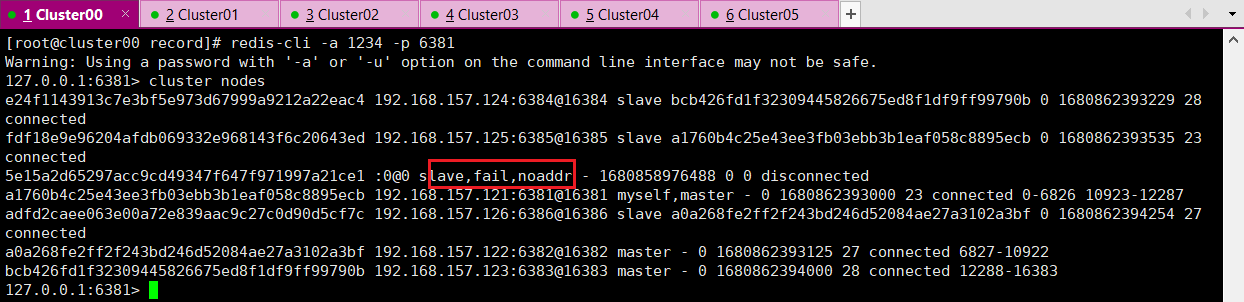 1 Cluster00 × 2 Cluster01 × 3 Cluster02 × 4 Cluster03 × 5 Cluster04 × 6 Cluster05 × +
[root@cluster00 record]# redis-cli -a 1234 -p 6381
Warning: Using a password with '-a' or '-u' option on the command line interface may not be safe.
127.0.0.1:6381> cluster nodes
e24f1143913c7e3bf5e973d67999a9212a22eac4 192.168.157.124:6384@16384 slave bcb426fd1f32309445826675ed8f1df9ff99790b 0 1680862393229 28
connected
fdf18e9e96204afdb069332e968143f6c20643ed 192.168.157.125:6385@16385 slave a1760b4c25e43ee3fb03ebb3b1eaf058c8895ecb 0 1680862393535 23
connected
5e15a2d65297acc9cd49347f647f971997a21ce1 :0@0 slave,fail,noaddr - 1680858976488 0 0 disconnected
a1760b4c25e43ee3fb03ebb3b1eaf058c8895ecb 192.168.157.121:6381@16381 myself,master - 0 1680862393000 23 connected 0-6826 10923-12287
adfd2caee063e00a72e839aac9c27c0d90d5cf7c 192.168.157.126:6386@16386 slave a0a268fe2ff2f243bd246d52084ae27a3102a3bf 0 1680862394254 27
connected
a0a268fe2ff2f243bd246d52084ae27a3102a3bf 192.168.157.122:6382@16382 master - 0 1680862393125 27 connected 6827-10922
bcb426fd1f32309445826675ed8f1df9ff99790b 192.168.157.123:6383@16383 master - 0 1680862394000 28 connected 12288-16383
127.0.0.1:6381>